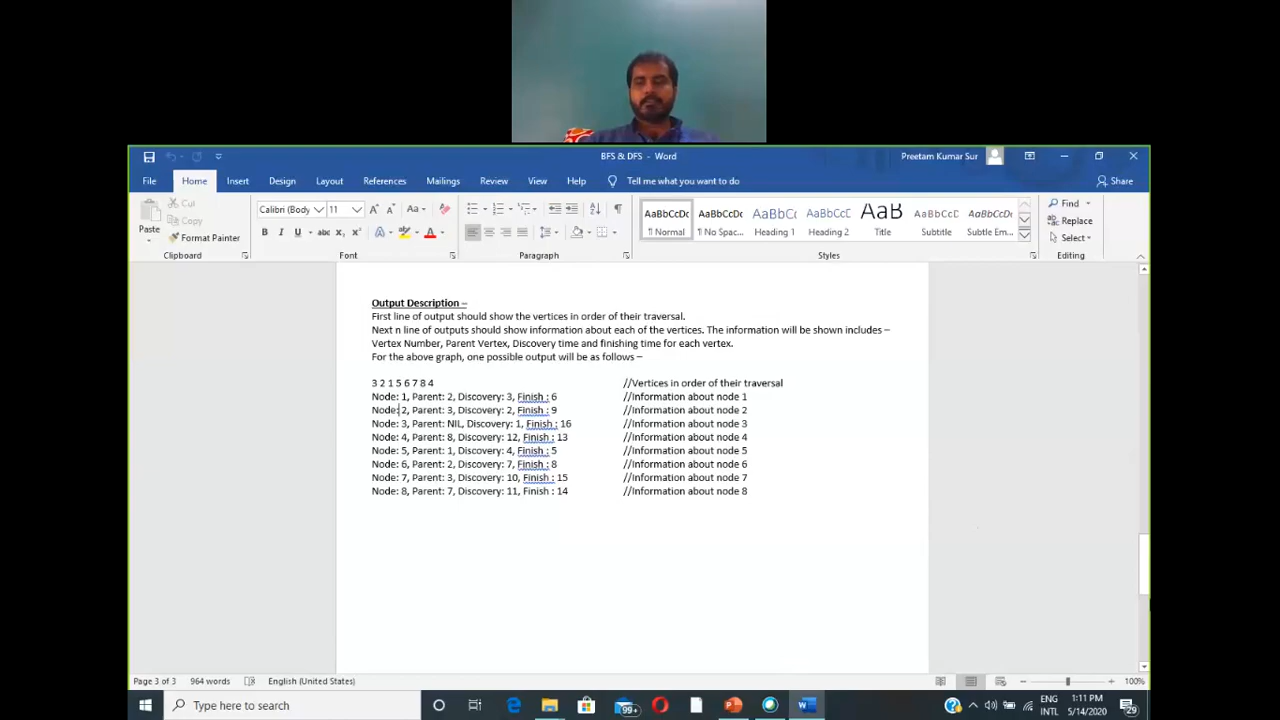 BFS & DFS - Word
Preetam Kumar Sur
File Home Insert Design Layout References Mailings Review View Help Tell me what you want to do Share
Paste
Cut
Copy
Format Painter
Clipboard
Calibri (Body 11
Font
Paragraph
AaBbCcDc AaBbCcDc AaBbCc AaBbCcD AaB AaBbCcD AaBbCcDc
¶ Normal ¶ No Spac... Heading 1 Heading 2 Title Subtitle Subtle Em...
Styles
Find
Replace
Select
Editing
Output Description –
First line of output should show the vertices in order of their traversal.
Next n line of outputs should show information about each of the vertices. The information will be shown includes –
Vertex Number, Parent Vertex, Discovery time and finishing time for each vertex.
For the above graph, one possible output will be as follows –
3 2 1 5 6 7 8 4 //Vertices in order of their traversal
Node: 1, Parent: 2, Discovery: 3, Finish : 6 //Information about node 1
Node: 2, Parent: 3, Discovery: 2, Finish : 9 //Information about node 2
Node: 3, Parent: NIL, Discovery: 1, Finish : 16 //Information about node 3
Node: 4, Parent: 8, Discovery: 12, Finish : 13 //Information about node 4
Node: 5, Parent: 1, Discovery: 4, Finish : 5 //Information about node 5
Node: 6, Parent: 2, Discovery: 7, Finish : 8 //Information about node 6
Node: 7, Parent: 3, Discovery: 10, Finish : 15 //Information about node 7
Node: 8, Parent: 7, Discovery: 11, Finish : 14 //Information about node 8
Page 3 of 3 964 words English (United States) 100%
Type here to search
99+
ENG
INTL
1:11 PM
5/14/2020
29